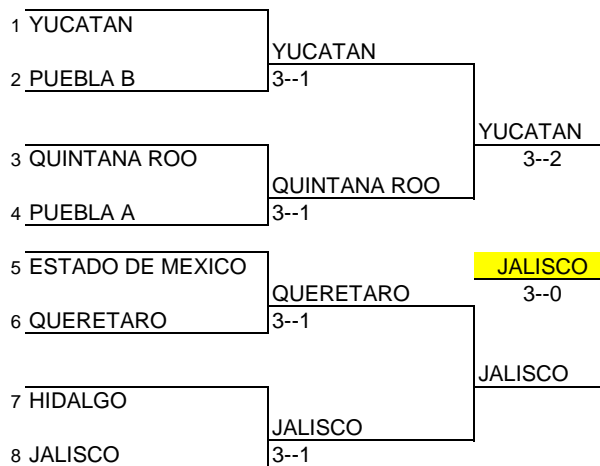 1 YUCATAN
YUCATAN
2 PUEBLA B
3--1
YUCATAN
3 QUINTANA ROO
3--2
QUINTANA ROO
4 PUEBLA A
3--1
5 ESTADO DE MEXICO
JALISCO
QUERETARO
3--0
6 QUERETARO
3--1
JALISCO
7 HIDALGO
JALISCO
8 JALISCO
3--1